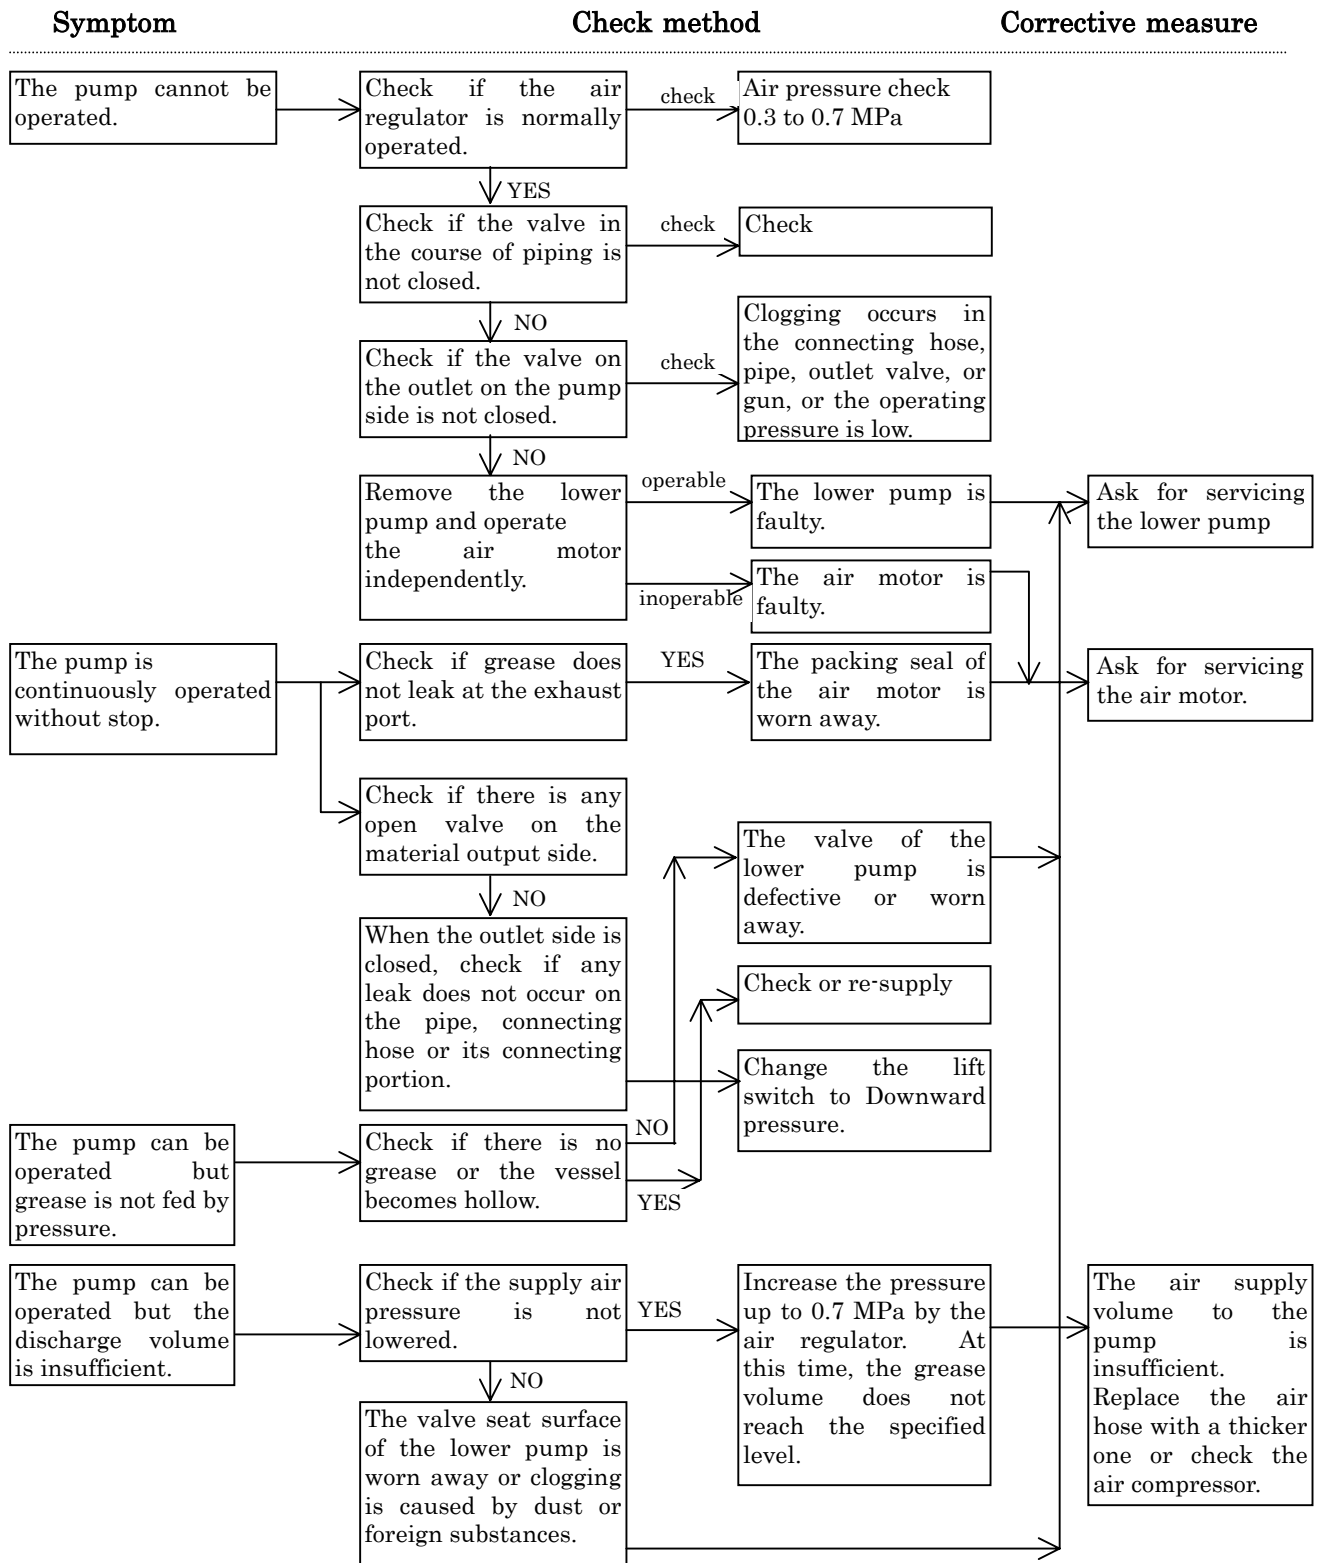 Symptom
Check method
Corrective measure
The pump cannot be
operated.
Check if the air
regulator is normally
operated.
check
Air pressure check
0.3 to 0.7 MPa
YES
Check if the valve in
the course of piping is
not closed.
check
Check
NO
Check if the valve on
the outlet on the pump
side is not closed.
check
Clogging occurs in
the connecting hose,
pipe, outlet valve, or
gun, or the operating
pressure is low.
NO
Remove the lower
pump and operate
the air motor
independently.
operable
The lower pump is
faulty.
Ask for servicing
the lower pump
inoperable
The air motor is
faulty.
The pump is
continuously operated
without stop.
Check if grease does
not leak at the exhaust
port.
YES
The packing seal of
the air motor is
worn away.
Ask for servicing
the air motor.
Check if there is any
open valve on the
material output side.
NO
When the outlet side is
closed, check if any
leak does not occur on
the pipe, connecting
hose or its connecting
portion.
The valve of the
lower pump is
defective or worn
away.
Check or re-supply
Change the lift
switch to Downward
pressure.
The pump can be
operated but
grease is not fed by
pressure.
Check if there is no
grease or the vessel
becomes hollow.
NO
YES
The pump can be
operated but the
discharge volume
is insufficient.
Check if the supply air
pressure is not
lowered.
YES
Increase the pressure
up to 0.7 MPa by the
air regulator. At
this time, the grease
volume does not
reach the specified
level.
The air supply
volume to the
pump is
insufficient.
Replace the air
hose with a thicker
one or check the
air compressor.
NO
The valve seat surface
of the lower pump is
worn away or clogging
is caused by dust or
foreign substances.